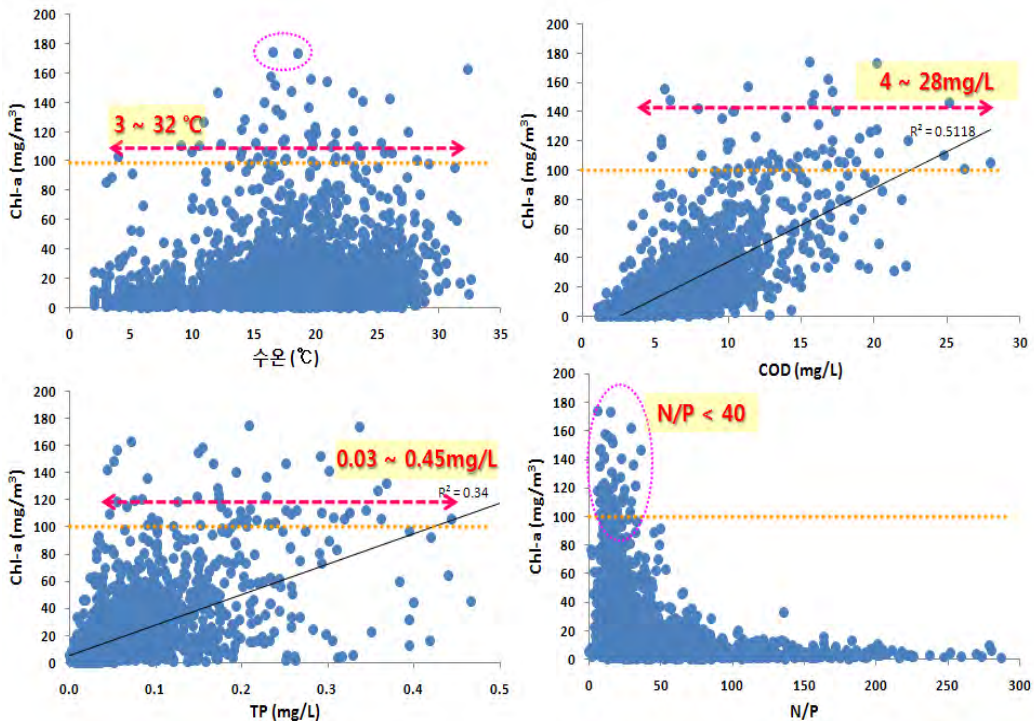 200
180
160
140
120
100
80
60
40
20
0
Chl-a (mg/m³)
3 ~ 32 ℃
0 5 10 15 20 25 30 35
수온 (℃)
200
180
160
140
120
100
80
60
40
20
0
Chl-a (mg/m³)
4 ~ 28mg/L
R² = 0.5118
0 5 10 15 20 25 30
COD (mg/L)
200
180
160
140
120
100
80
60
40
20
0
Chl-a (mg/m³)
0.03 ~ 0.45mg/L
R² = 0.34
0.0 0.1 0.2 0.3 0.4 0.5
TP (mg/L)
200
180
160
140
120
100
80
60
40
20
0
Chl-a (mg/m³)
N/P < 40
0 50 100 150 200 250 300
N/P